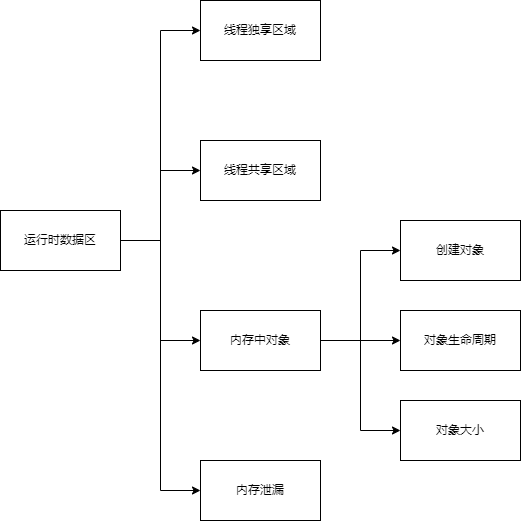 线程独享区域
线程共享区域
运行时数据区
创建对象
内存中对象
对象生命周期
对象大小
内存泄漏